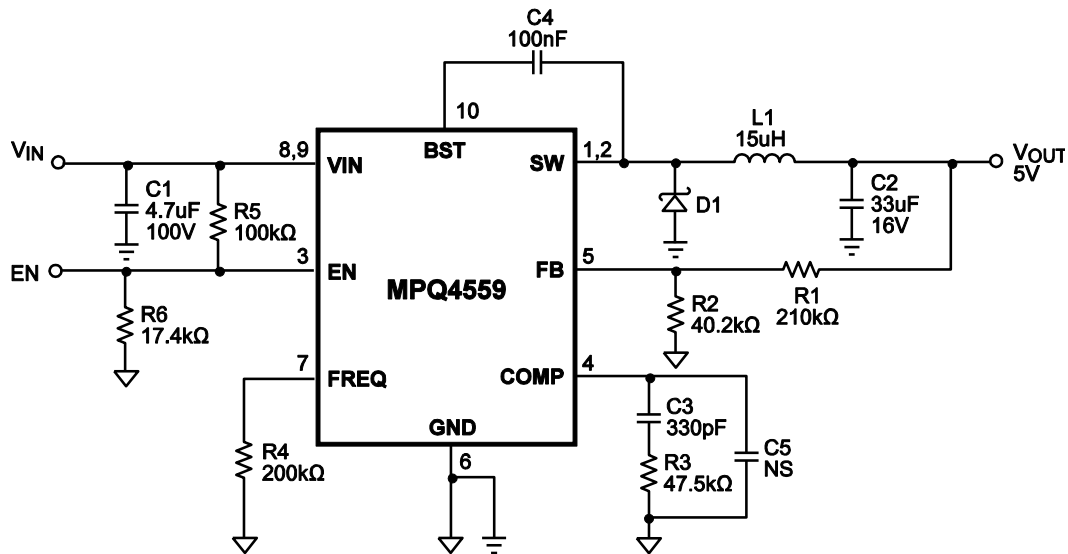 C4
100nF
10
L1
15uH
VIN
8,9
VIN
BST
SW
1,2
VOUT
5V
C1
4.7uF
100V
R5
100kΩ
D1
C2
33uF
16V
EN
3
EN
FB
5
MPQ4559
R6
17.4kΩ
R2
40.2kΩ
R1
210kΩ
7
FREQ
COMP
4
GND
6
R4
200kΩ
C3
330pF
R3
47.5kΩ
C5
NS